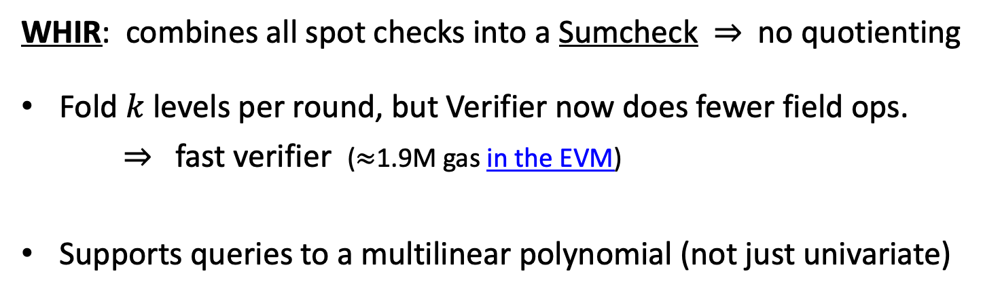 WHIR: combines all spot checks into a Sumcheck ⇒ no quotienting
• Fold k levels per round, but Verifier now does fewer field ops.
⇒ fast verifier (≈1.9M gas in the EVM)
• Supports queries to a multilinear polynomial (not just univariate)